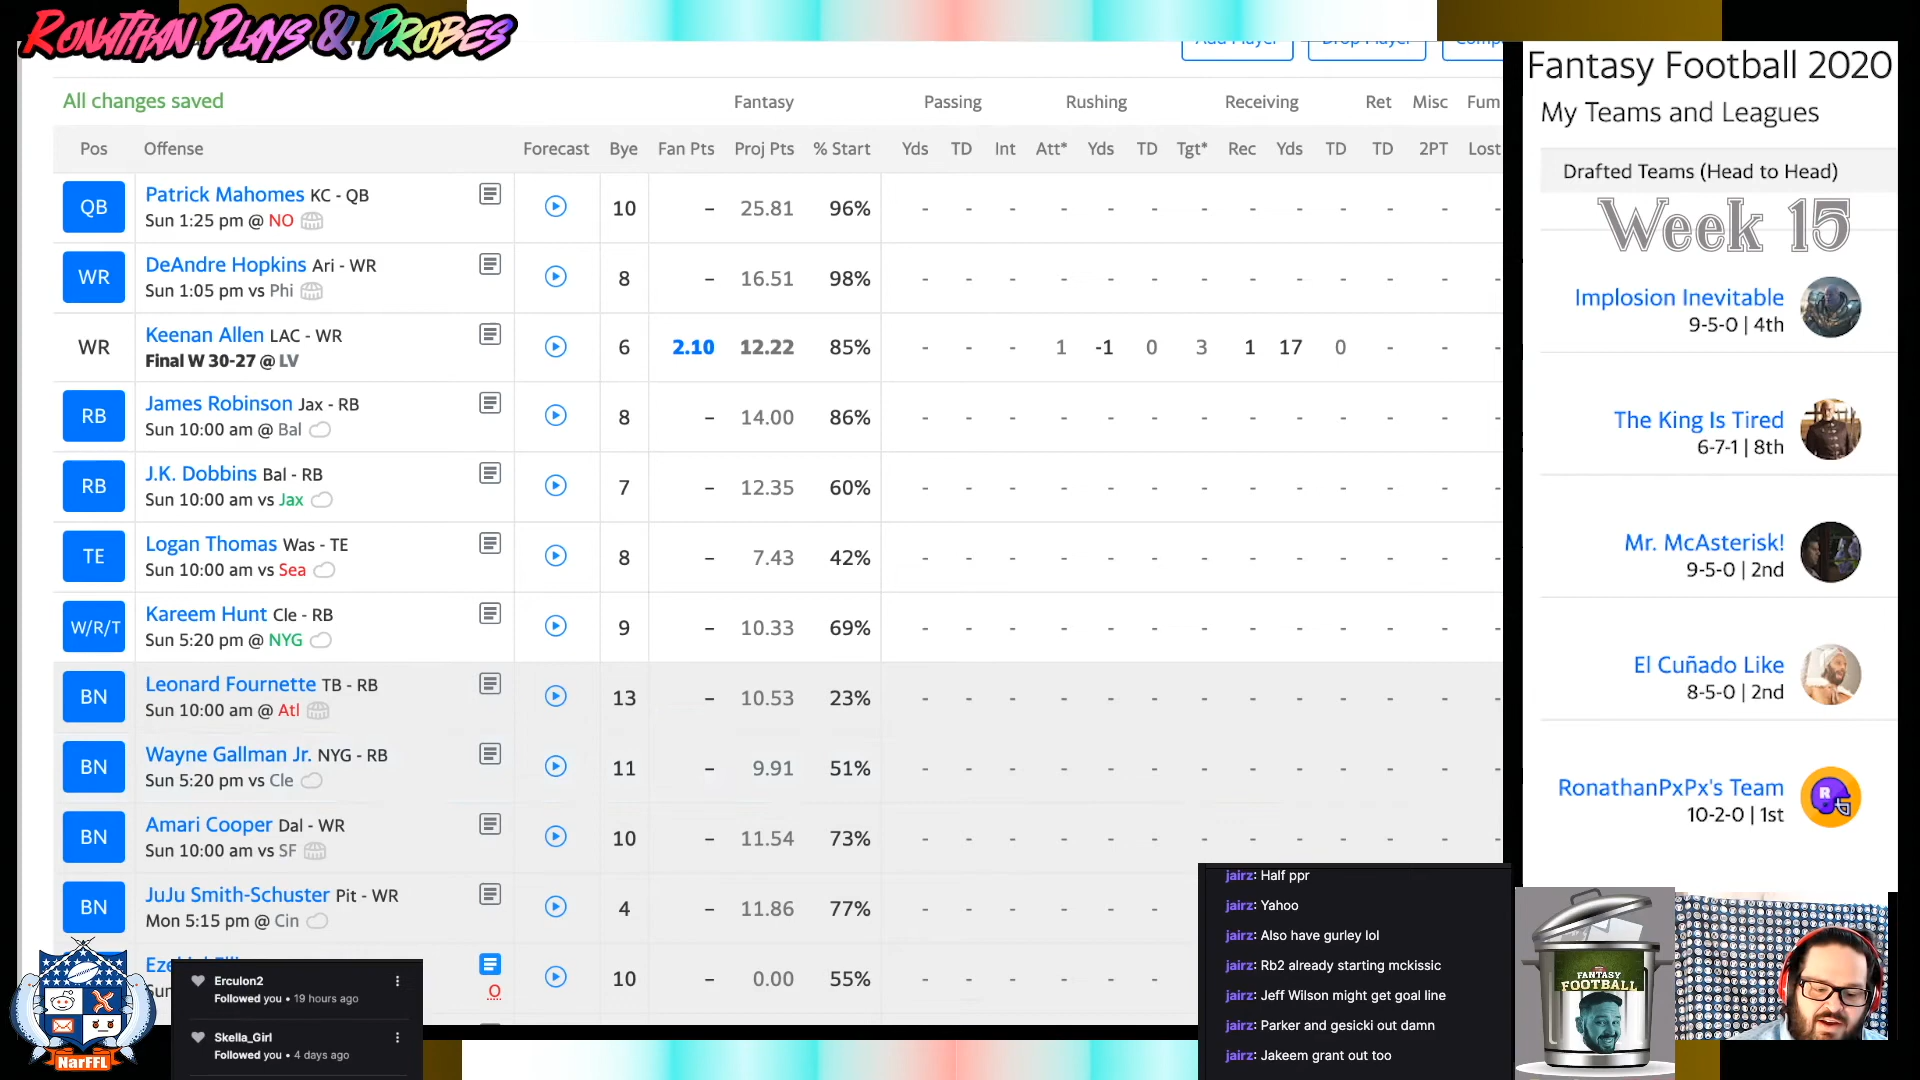 RONATHAN PLAYS & PROBES
Add Player Drop Player Comp
All changes saved
Fantasy Passing Rushing Receiving Ret Misc Fum
Pos Offense Forecast Bye Fan Pts Proj Pts % Start Yds TD Int Att* Yds TD Tgt* Rec Yds TD TD 2PT Lost
QB Patrick Mahomes KC - QB
Sun 1:25 pm @ NO
10 – 25.81 96% - - - - - - - - - - - - -
WR DeAndre Hopkins Ari - WR
Sun 1:05 pm vs Phi
8 – 16.51 98% - - - - - - - - - - - - -
WR Keenan Allen LAC - WR
Final W 30-27 @ LV
6 2.10 12.22 85% - - - 1 -1 0 3 1 17 0 - - -
RB James Robinson Jax - RB
Sun 10:00 am @ Bal
8 – 14.00 86% - - - - - - - - - - - - -
RB J.K. Dobbins Bal - RB
Sun 10:00 am vs Jax
7 – 12.35 60% - - - - - - - - - - - - -
TE Logan Thomas Was - TE
Sun 10:00 am vs Sea
8 – 7.43 42% - - - - - - - - - - - - -
W/R/T Kareem Hunt Cle - RB
Sun 5:20 pm @ NYG
9 – 10.33 69% - - - - - - - - - - - - -
BN Leonard Fournette TB - RB
Sun 10:00 am @ Atl
13 – 10.53 23% - - - - - - - - - - - - -
BN Wayne Gallman Jr. NYG - RB
Sun 5:20 pm vs Cle
11 – 9.91 51% - - - - - - - - - - - - -
BN Amari Cooper Dal - WR
Sun 10:00 am vs SF
10 – 11.54 73% - - - - - - - - - - - - -
BN JuJu Smith-Schuster Pit - WR
Mon 5:15 pm @ Cin
4 – 11.86 77% - - - - - -
O
10 – 0.00 55% - - - - - -
Erculon2
Followed you • 19 hours ago
Skella_Girl
Followed you • 4 days ago
NarFFL
jairz: Half ppr
jairz: Yahoo
jairz: Also have gurley lol
jairz: Rb2 already starting mckissic
jairz: Jeff Wilson might get goal line
jairz: Parker and gesicki out damn
jairz: Jakeem grant out too
Fantasy Football 2020
My Teams and Leagues
Drafted Teams (Head to Head)
Week 15
Implosion Inevitable
9-5-0 | 4th
The King Is Tired
6-7-1 | 8th
Mr. McAsterisk!
9-5-0 | 2nd
El Cuñado Like
8-5-0 | 2nd
RonathanPxPx's Team
10-2-0 | 1st
R
FANTASY
FOOTBALL